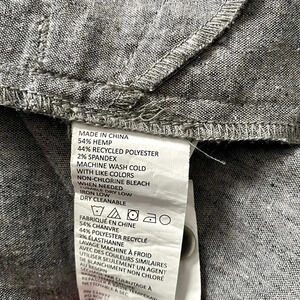 MADE IN CHINA
54% HEMP
44% RECYCLED POLYESTER
2% SPANDEX
MACHINE WASH COLD
WITH LIKE COLORS
NON-CHLORINE BLEACH
WHEN NEEDED
DRY LOW
IRON LOW
DRY CLEANABLE
FABRIQUÉ EN CHINE
54% CHANVRE
44% POLYESTER RECYCLÉ
2% ÉLASTHANNE
LAVAGE MACHINE À FROID
AVEC DES COULEURS SIMILAIRES
UTILISER SEULEMENT UN AGENT
BLANCHIMENT NON CHLORÉ